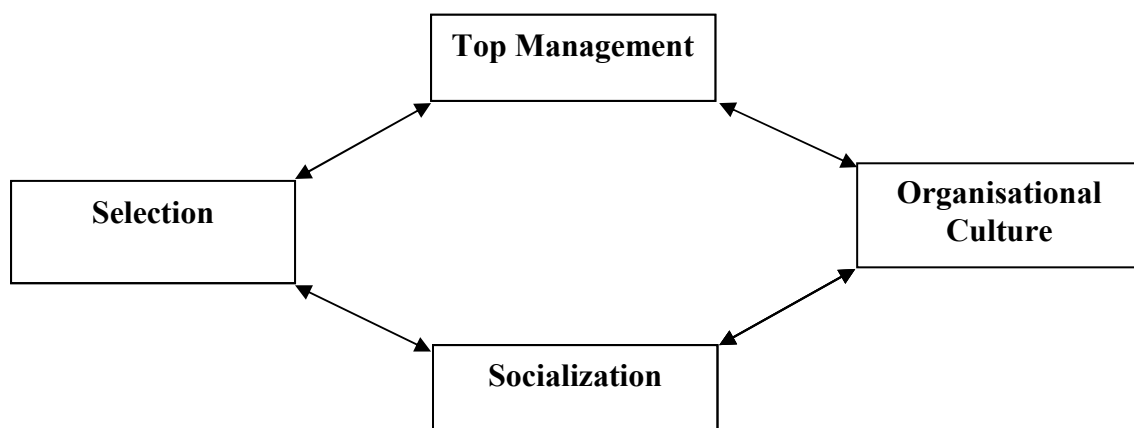 Top Management
Selection
Organisational
Culture
Socialization